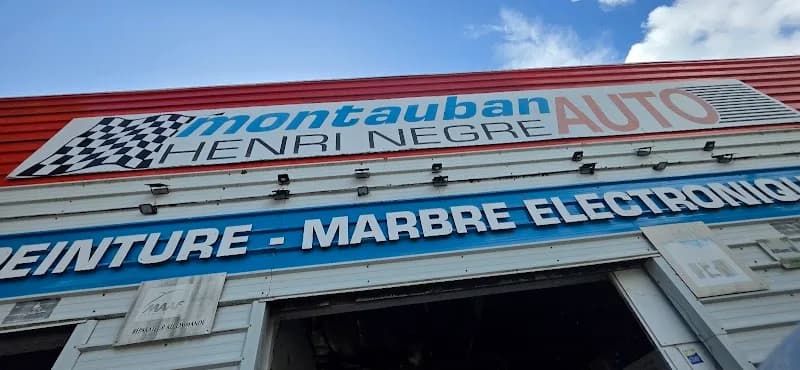 montauban AUTO
HENRI NEGRE
PEINTURE - MARBRE ELECTRONIQUE
MAAF